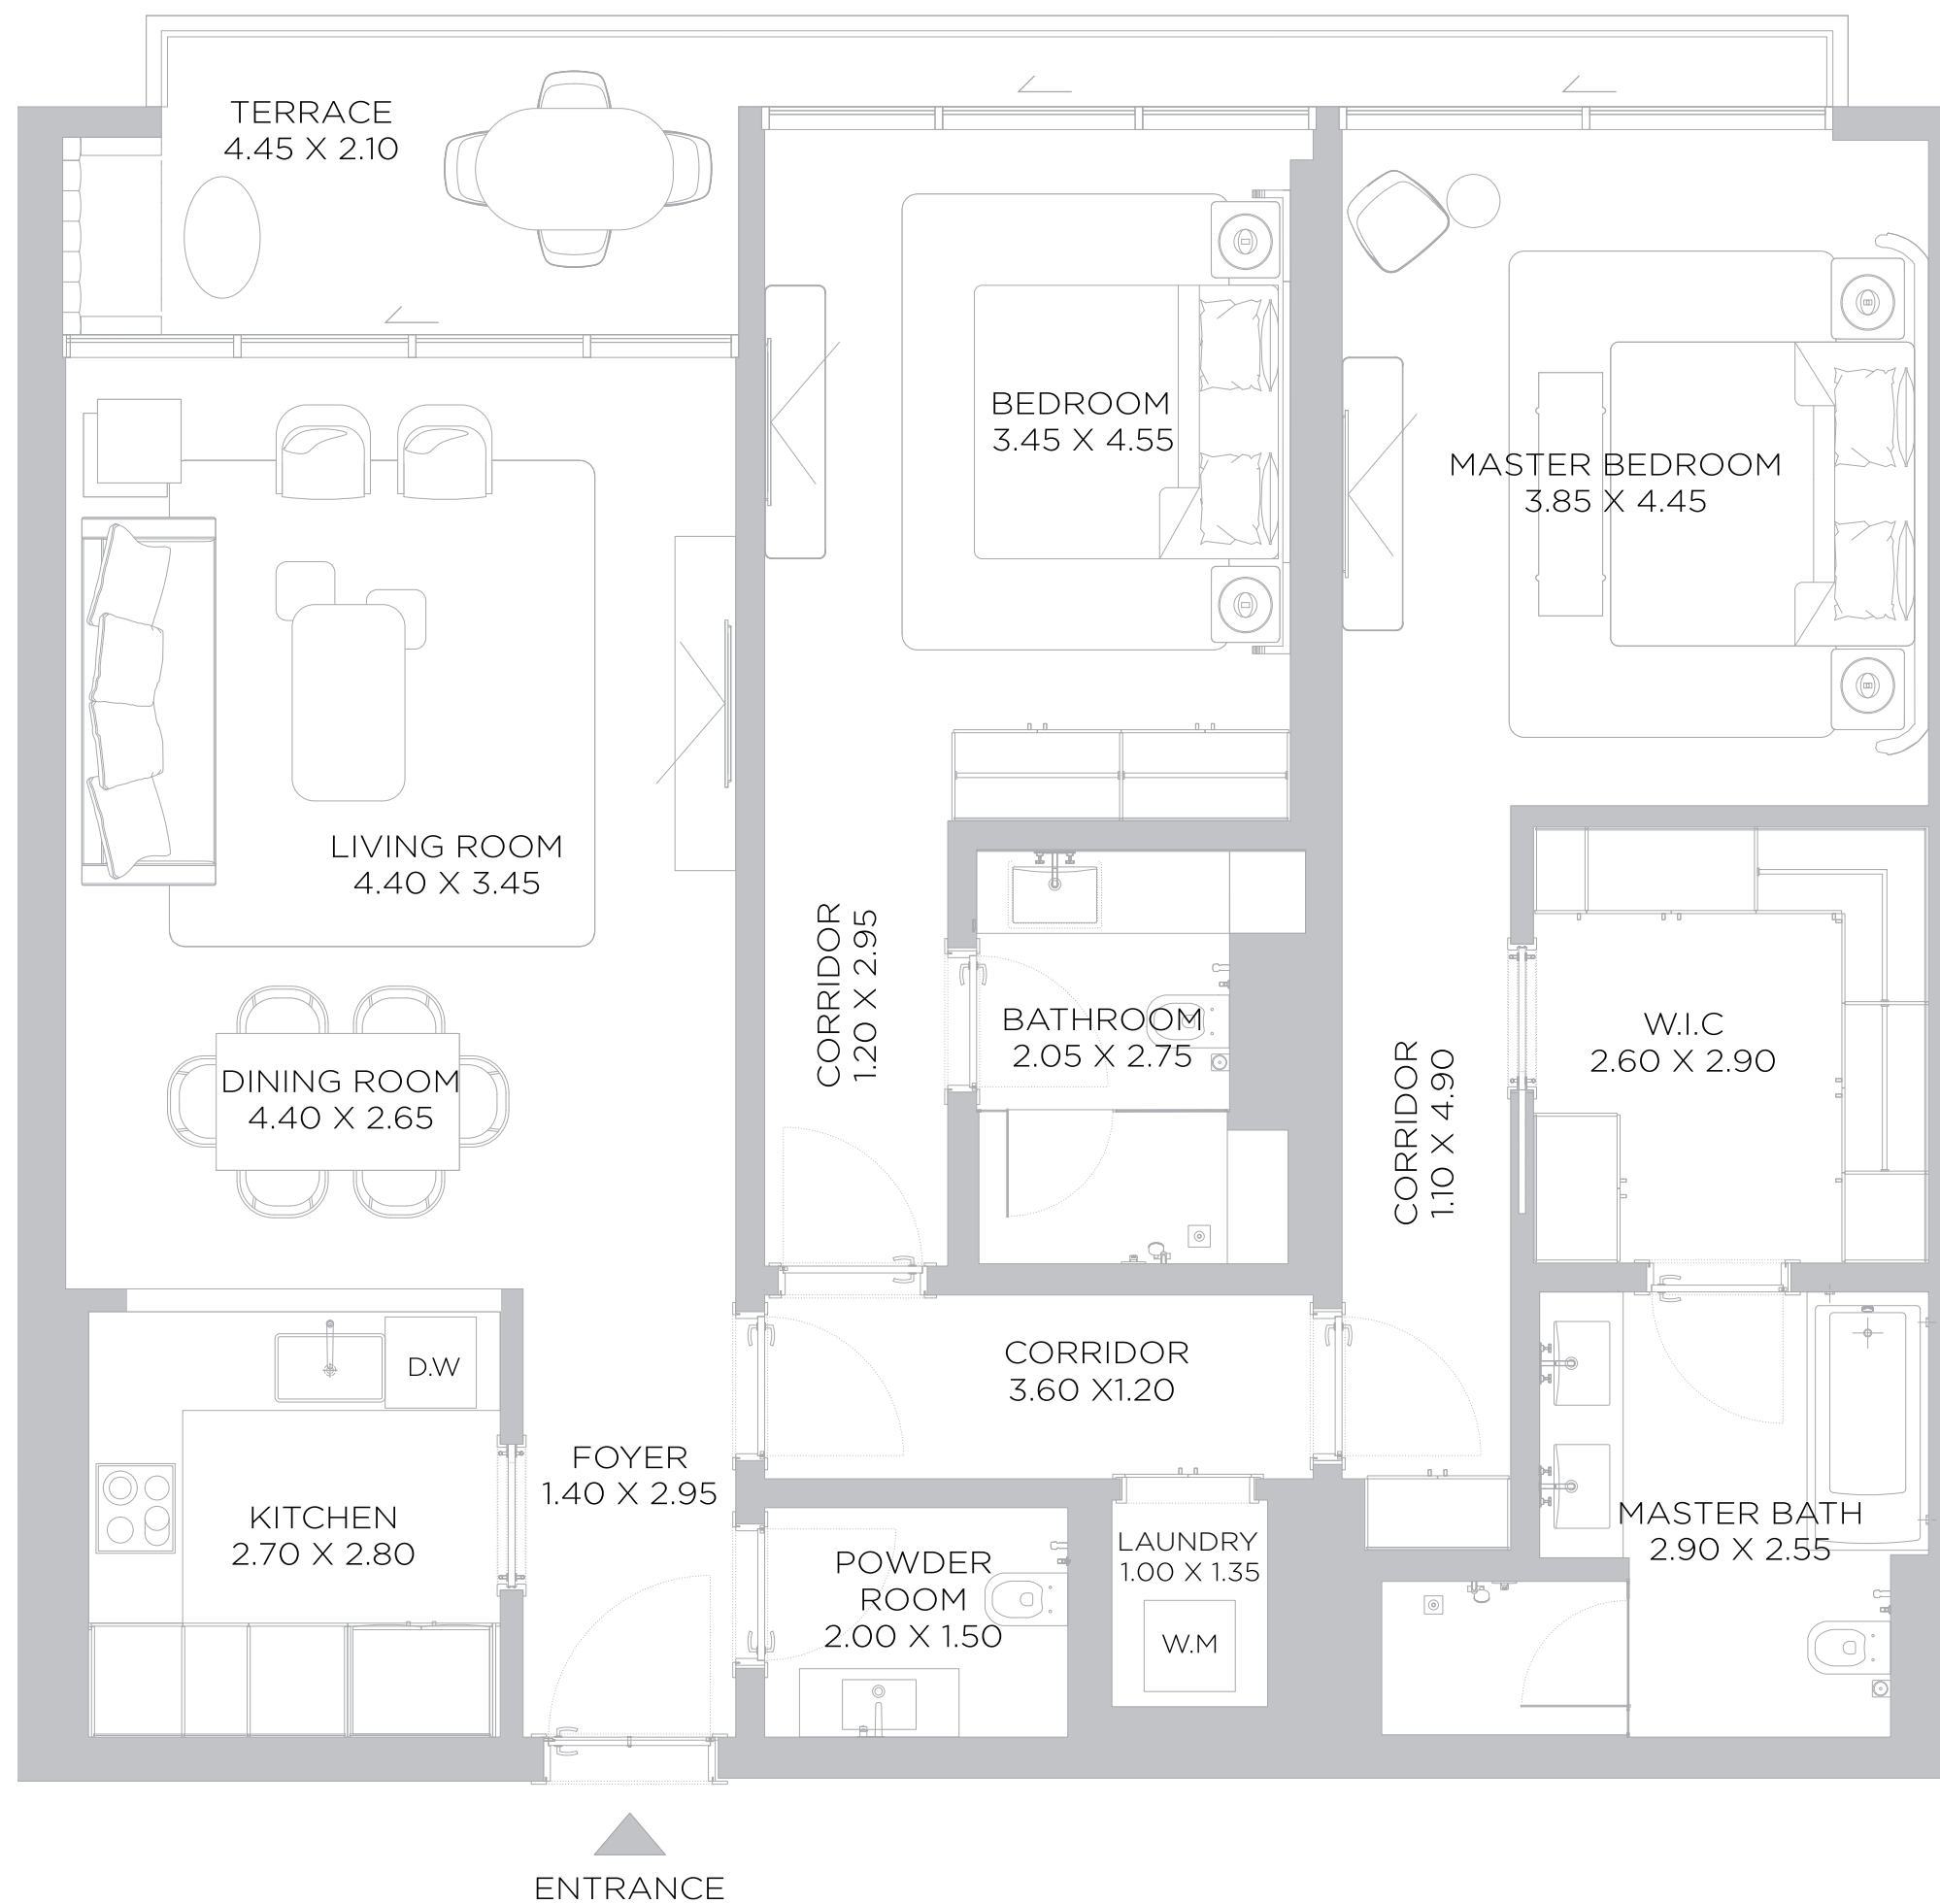 TERRACE
4.45 X 2.10
BEDROOM
3.45 X 4.55
MASTER BEDROOM
3.85 X 4.45
LIVING ROOM
4.40 X 3.45
CORRIDOR
1.20 X 2.95
BATHROOM
2.05 X 2.75
CORRIDOR
1.10 X 4.90
W.I.C
2.60 X 2.90
DINING ROOM
4.40 X 2.65
D.W
CORRIDOR
3.60 X1.20
FOYER
1.40 X 2.95
KITCHEN
2.70 X 2.80
POWDER
ROOM
2.00 X 1.50
LAUNDRY
1.00 X 1.35
W.M
MASTER BATH
2.90 X 2.55
ENTRANCE